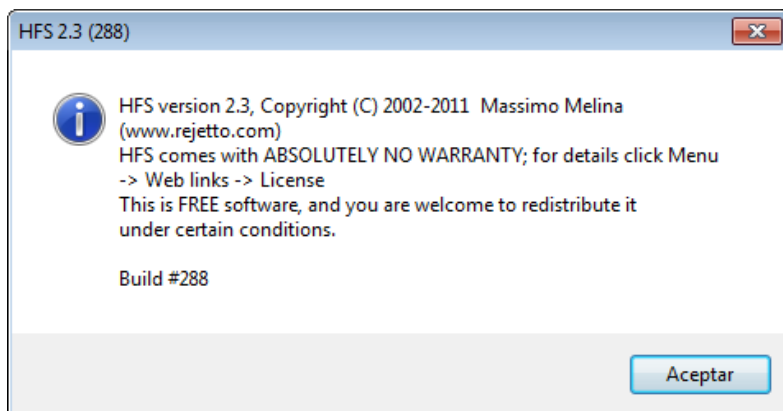 HFS 2.3 (288)
HFS version 2.3, Copyright (C) 2002-2011  Massimo Melina
(www.rejetto.com)
HFS comes with ABSOLUTELY NO WARRANTY; for details click Menu
-> Web links -> License
This is FREE software, and you are welcome to redistribute it
under certain conditions.
Build #288
Aceptar